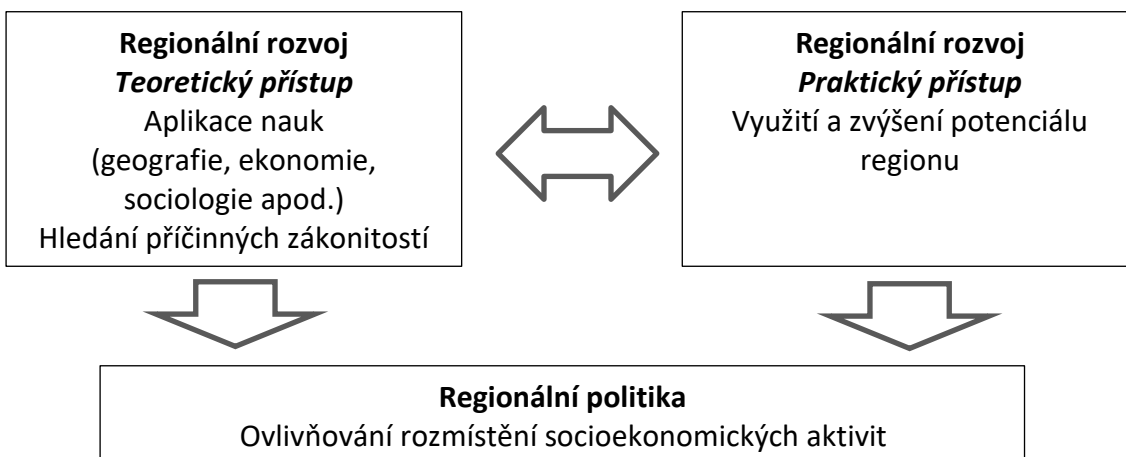 Regionální rozvoj
Teoretický přístup
Aplikace nauk
(geografie, ekonomie,
sociologie apod.)
Hledání příčinných zákonitostí
Regionální rozvoj
Praktický přístup
Využití a zvýšení potenciálu
regionu
Regionální politika
Ovlivňování rozmístění socioekonomických aktivit